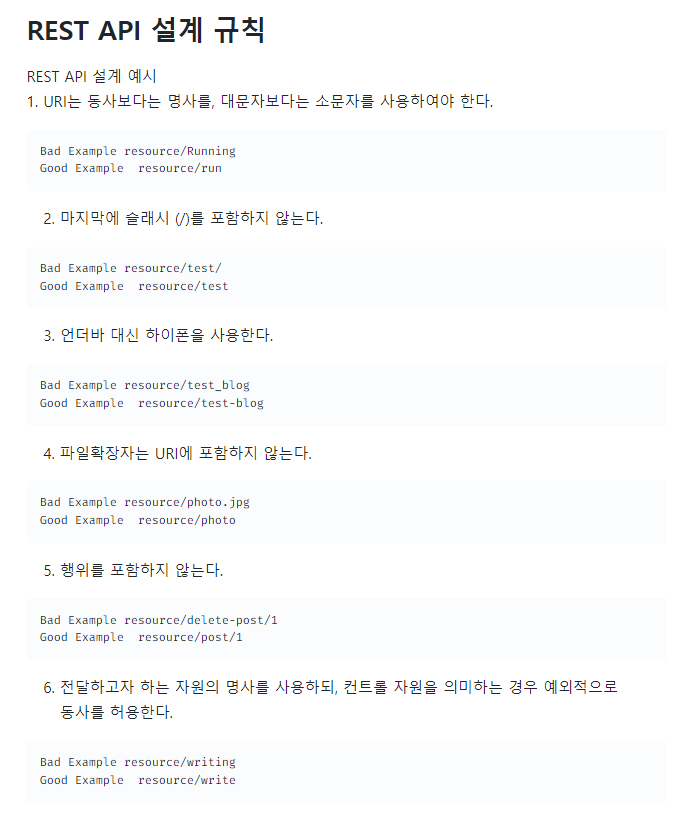 REST API 설계 규칙
REST API 설계 예시
1. URI는 동사보다는 명사를, 대문자보다는 소문자를 사용하여야 한다.
Bad Example resource/Running
Good Example  resource/run
2. 마지막에 슬래시 (/)를 포함하지 않는다.
Bad Example resource/test/
Good Example  resource/test
3. 언더바 대신 하이폰을 사용한다.
Bad Example resource/test_blog
Good Example  resource/test-blog
4. 파일확장자는 URI에 포함하지 않는다.
Bad Example resource/photo.jpg
Good Example  resource/photo
5. 행위를 포함하지 않는다.
Bad Example resource/delete-post/1
Good Example  resource/post/1
6. 전달하고자 하는 자원의 명사를 사용하되, 컨트롤 자원을 의미하는 경우 예외적으로
동사를 허용한다.
Bad Example resource/writing
Good Example  resource/write